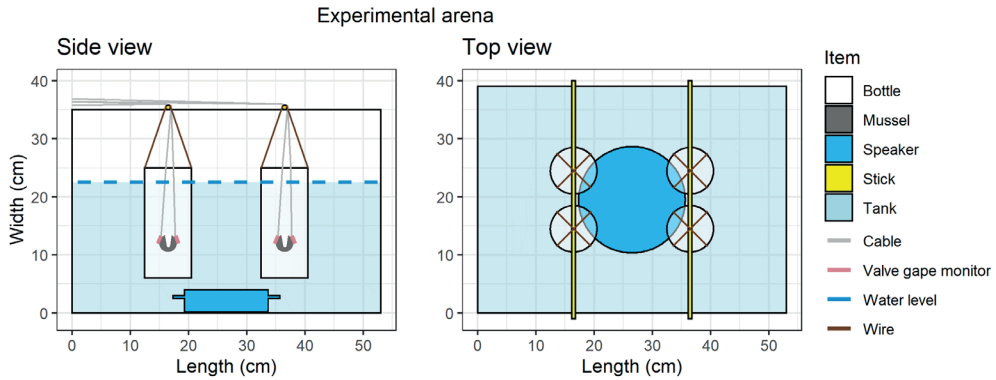 Experimental arena
Side view
Top view
Width (cm)
40
30
20
10
0
0 10 20 30 40 50
Length (cm)
40
30
20
10
0
0 10 20 30 40 50
Length (cm)
Item
Bottle
Mussel
Speaker
Stick
Tank
Cable
Valve gape monitor
Water level
Wire